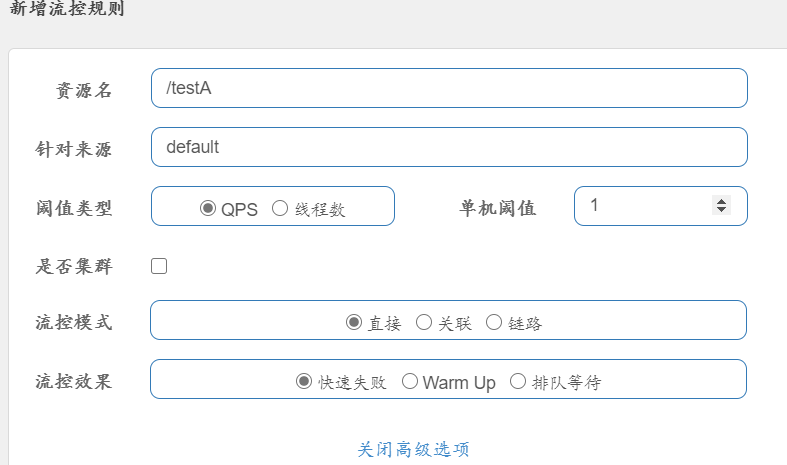 新增流控规则
资源名 /testA
针对来源 default
阈值类型 QPS 线程数 单机阈值 1
是否集群
流控模式 直接 关联 链路
流控效果 快速失败 Warm Up 排队等待
关闭高级选项